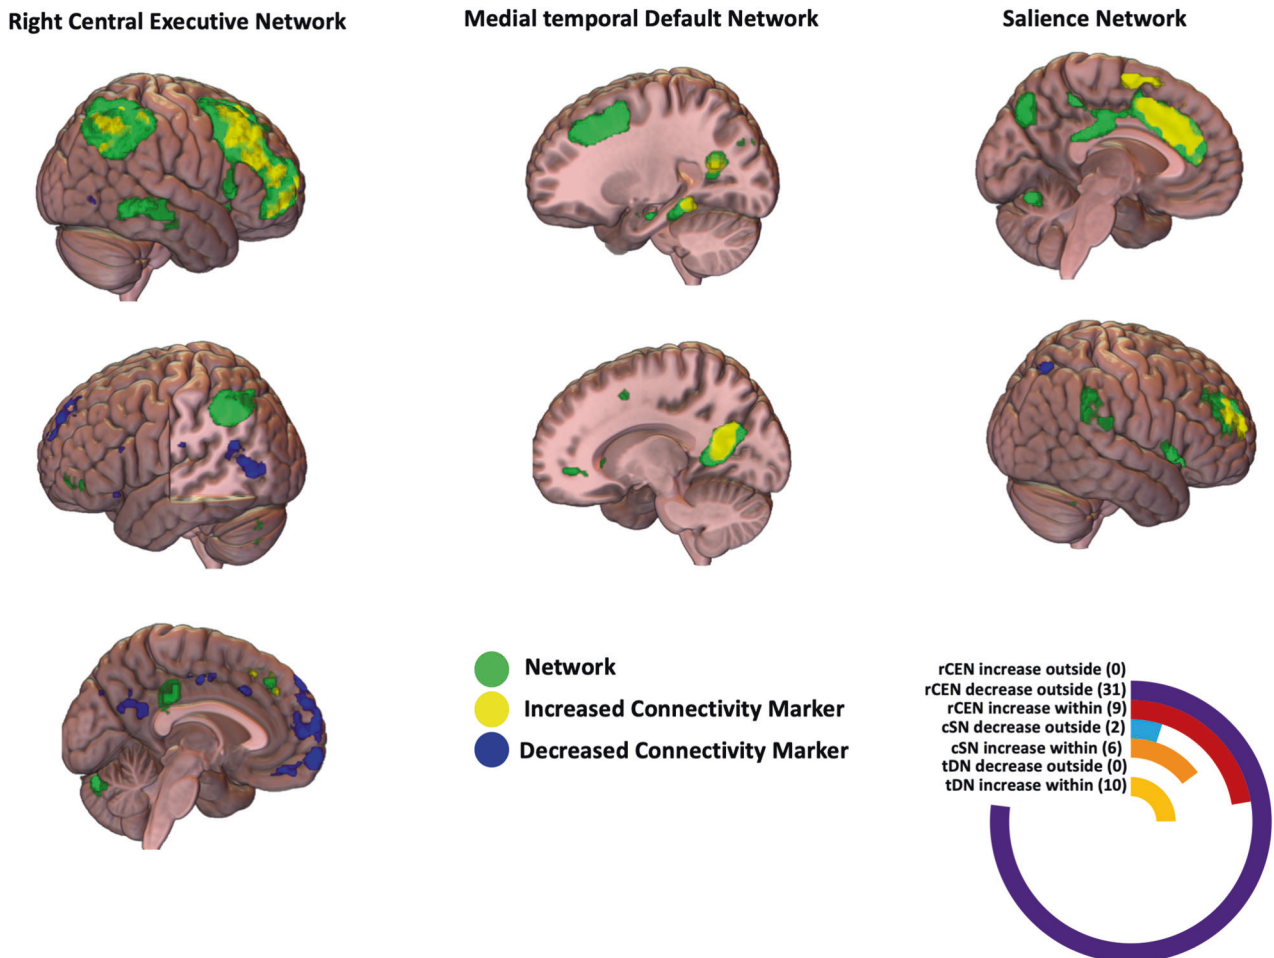 Right Central Executive Network
Medial temporal Default Network
Salience Network
Network
Increased Connectivity Marker
Decreased Connectivity Marker
rCEN increase outside (0)
rCEN decrease outside (31)
rCEN increase within (9)
cSN decrease outside (2)
cSN increase within (6)
tDN decrease outside (0)
tDN increase within (10)